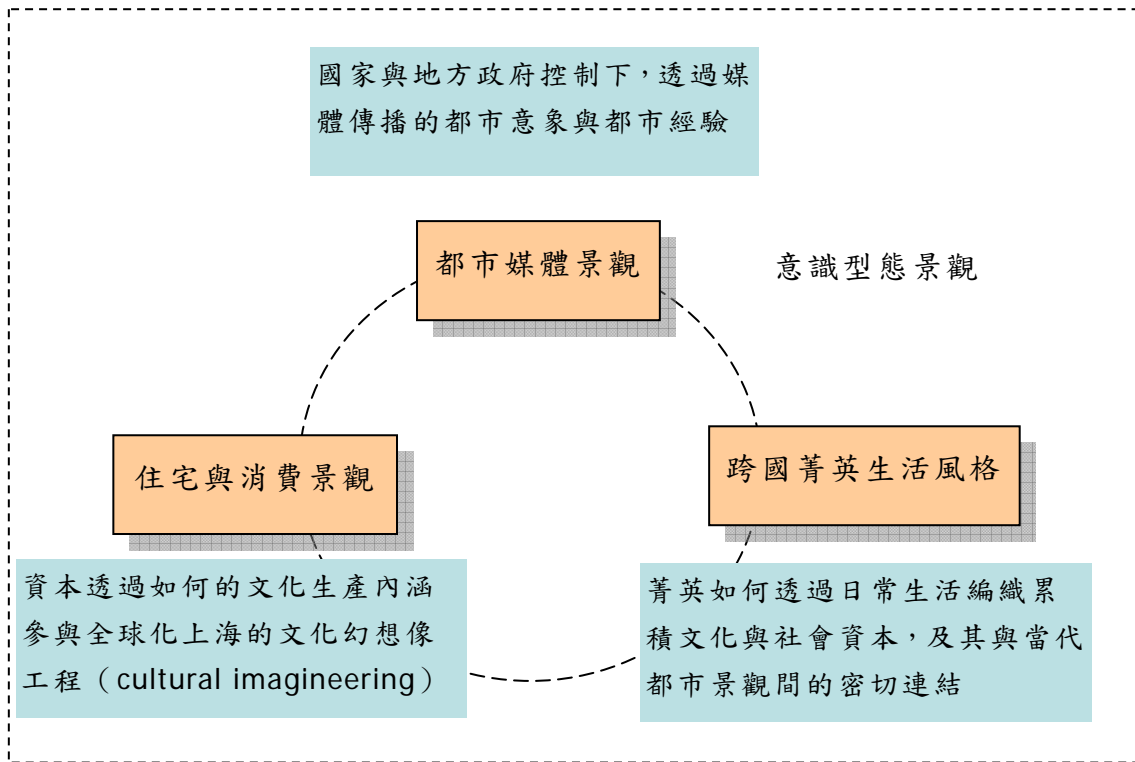 國家與地方政府控制下，透過媒
體傳播的都市意象與都市經驗
都市媒體景觀
意識型態景觀
住宅與消費景觀
跨國菁英生活風格
資本透過如何的文化生產內涵
參與全球化上海的文化幻想像
工程（cultural imagineering）
菁英如何透過日常生活編織累
積文化與社會資本，及其與當代
都市景觀間的密切連結